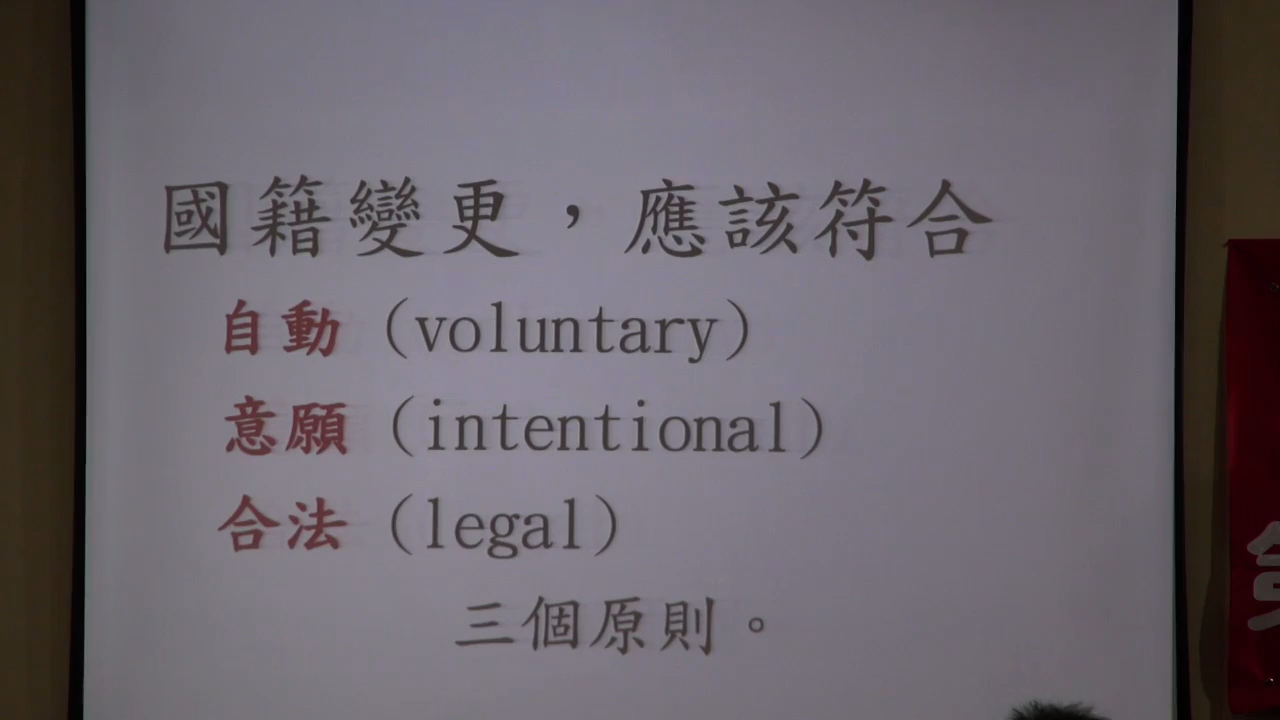 國籍變更，應該符合
自動（voluntary）
意願（intentional）
合法（legal）
三個原則。